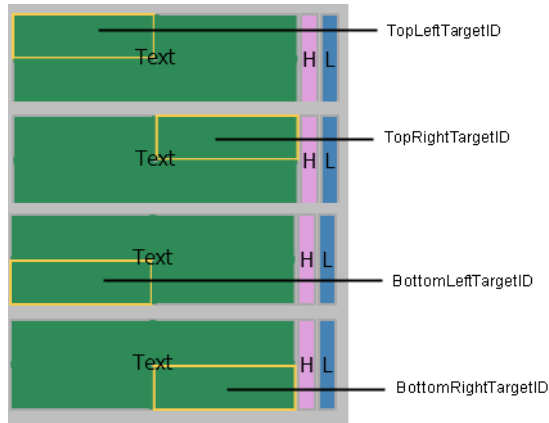 TopLeftTargetID
Text H L
TopRightTargetID
Text H L
Text H L
BottomLeftTargetID
Text H L
BottomRightTargetID